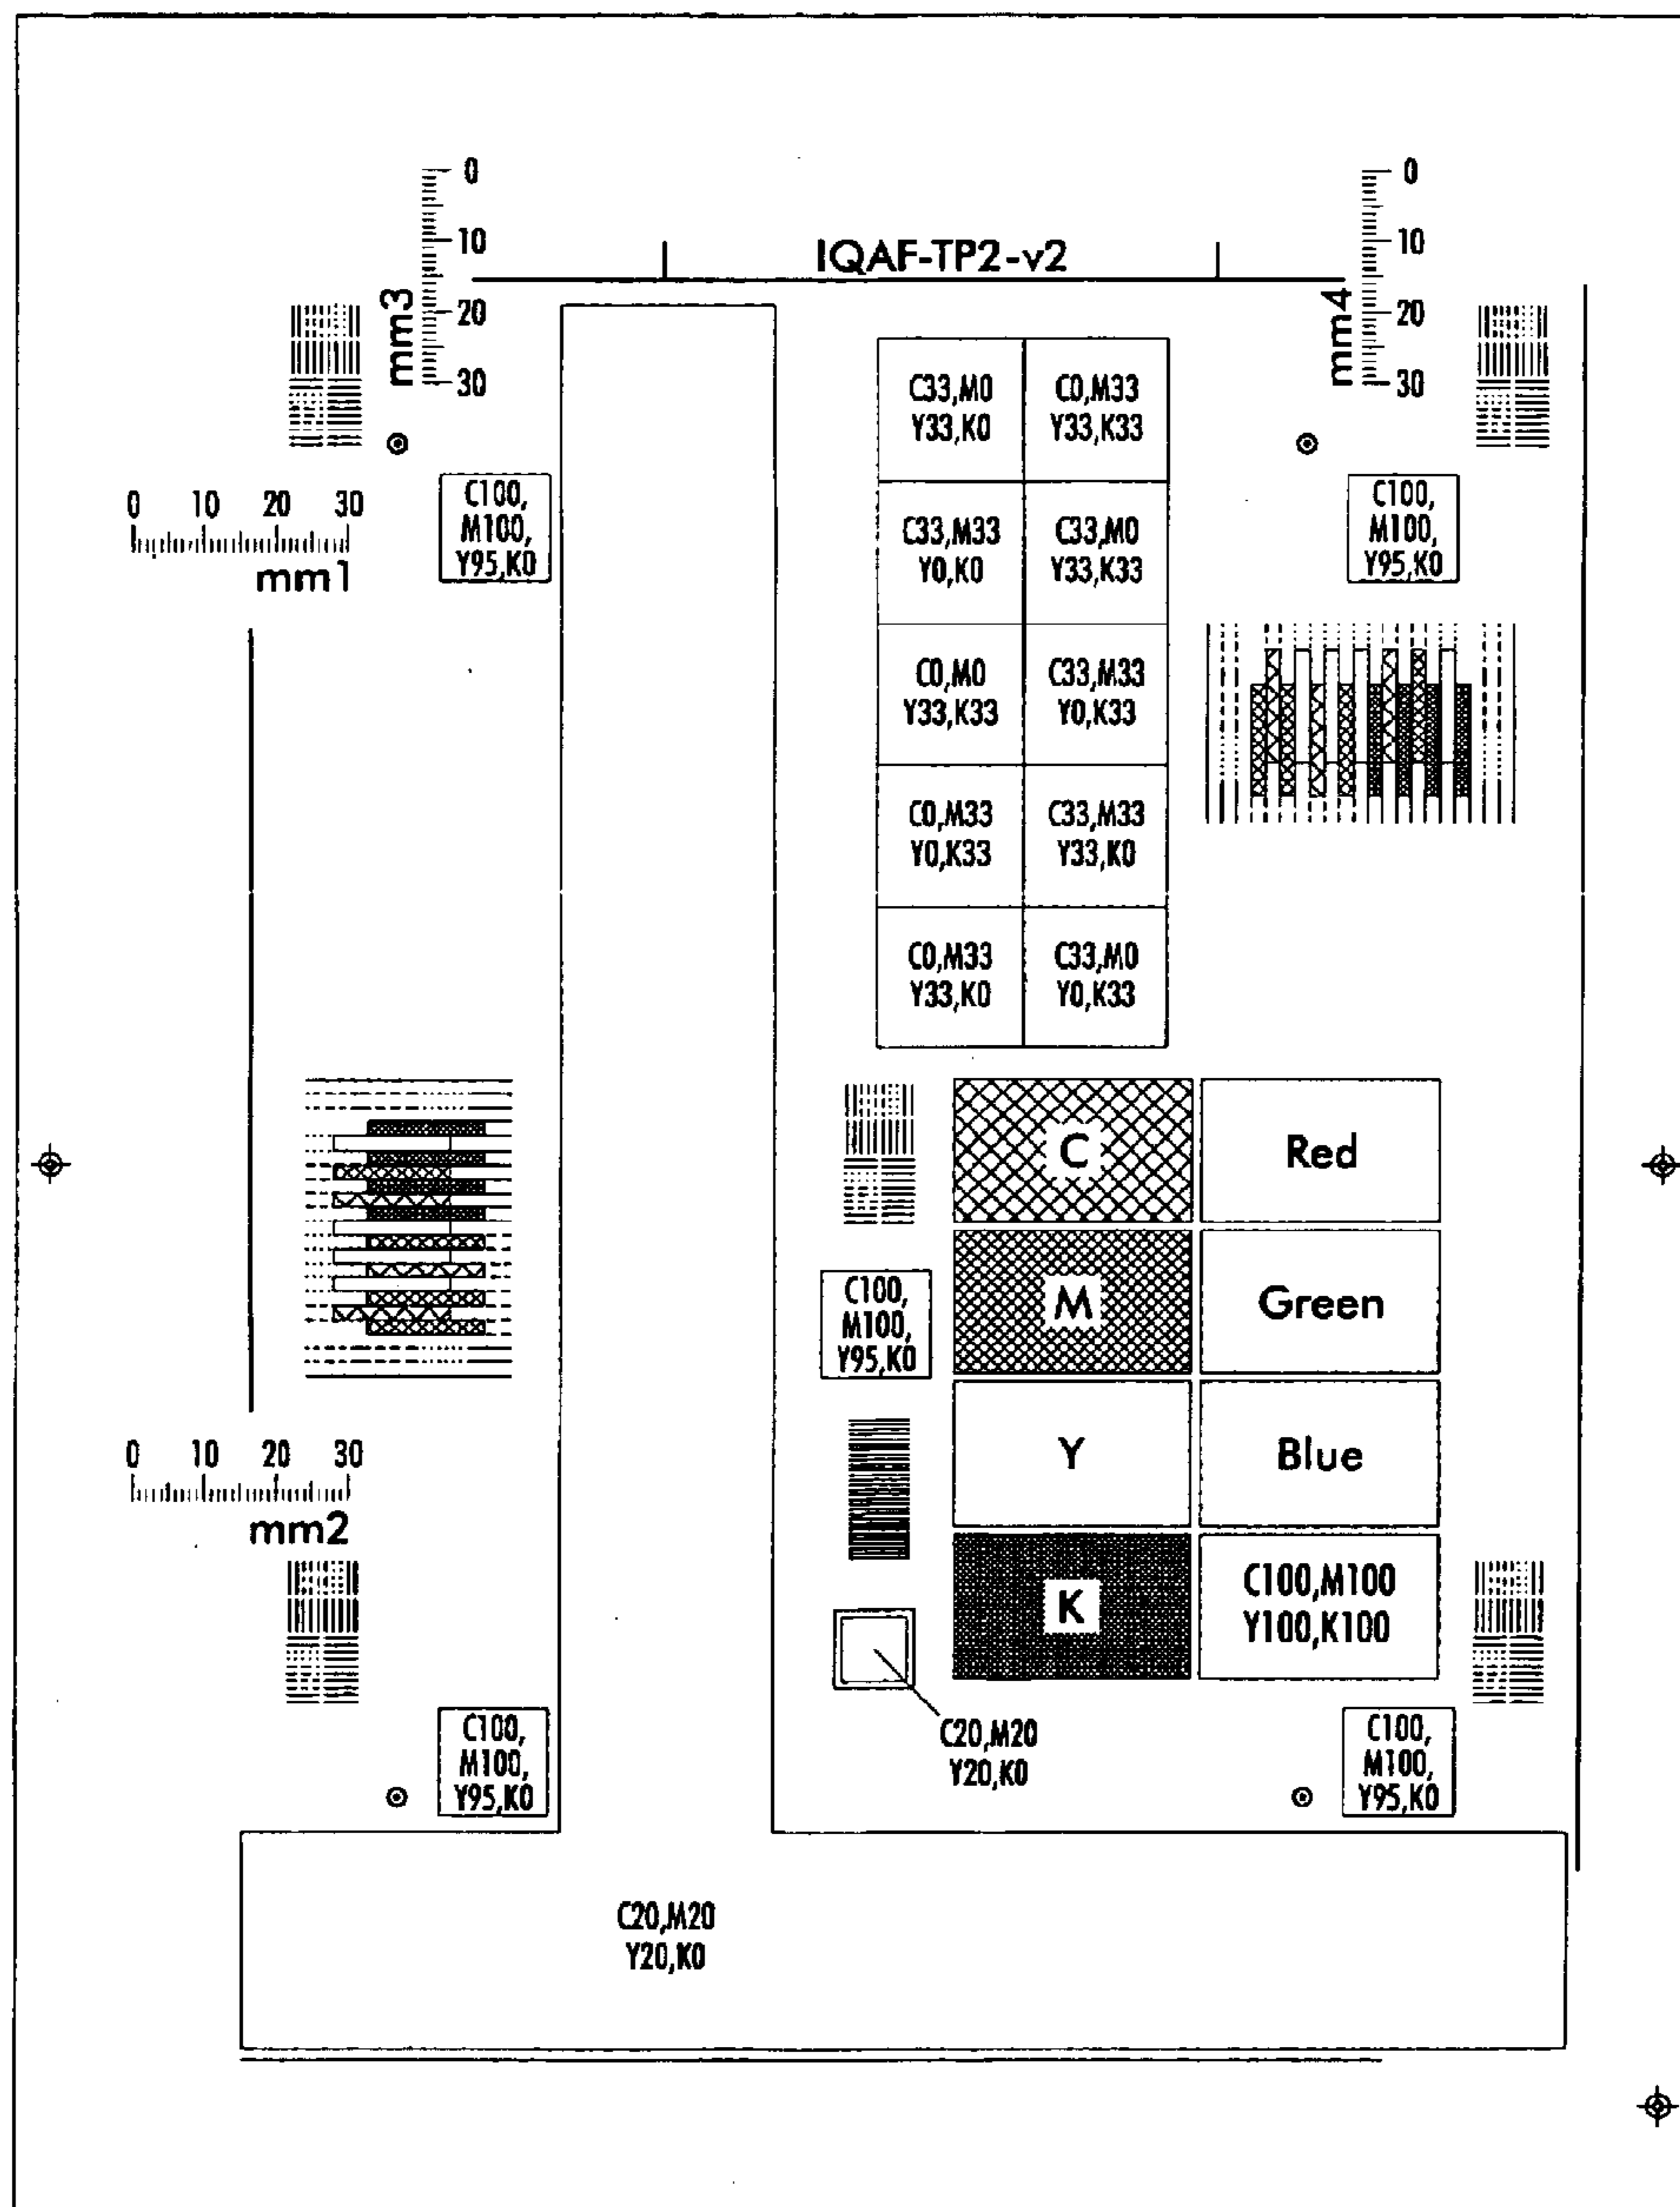 0
10
20
30
mm3
IQAF-TP2-v2
0
10
20
30
mm4
0 10 20 30
mm1
C100,
M100,
Y95,K0
C33,M0
Y33,K0
C0,M33
Y33,K33
C33,M33
Y0,K0
C33,M0
Y33,K33
C0,M0
Y33,K33
C33,M33
Y0,K33
C0,M33
Y0,K33
C33,M33
Y33,K0
C0,M33
Y33,K0
C33,M0
Y0,K33
C100,
M100,
Y95,K0
C
Red
M
Green
Y
Blue
K
C100,M100
Y100,K100
C100,
M100,
Y95,K0
0 10 20 30
mm2
C100,
M100,
Y95,K0
C20,M20
Y20,K0
C100,
M100,
Y95,K0
C20,M20
Y20,K0